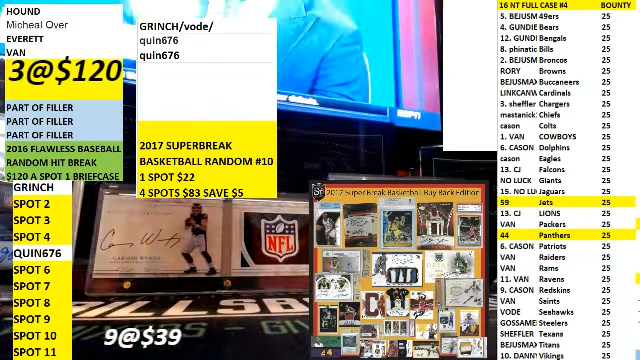 HOUND
Micheal Over
EVERETT
VAN
3@$120
PART OF FILLER
PART OF FILLER
PART OF FILLER
2016 FLAWLESS BASEBALL
RANDOM HIT BREAK
$120 A SPOT 1 BRIEFCASE
GRINCH
SPOT 2
SPOT 3
SPOT 4
QUIN676
SPOT 6
SPOT 7
SPOT 8
SPOT 9
SPOT 10
SPOT 11
GRINCH/vode/
quin676
quin676
2017 SUPERBREAK
BASKETBALL RANDOM #10
1 SPOT $22
4 SPOTS $83 SAVE $5
NFL
9@$39
2017 Super Break Basketball Buy Back Edition
16 NT FULL CASE #4 BOUNTY
5. BEJUSM 49ers 25
4. GUNDIE Bears 25
12. GUNDI Bengals 25
8. phinatic Bills 25
2. BEJUSM Broncos 25
RORY Browns 25
BEJUSMAX Buccaneers 25
LINKCANV Cardinals 25
3. sheffler Chargers 25
mastanick Chiefs 25
cason Colts 25
1. VAN COWBOYS 25
6. CASON Dolphins 25
cason Eagles 25
13. CJ Falcons 25
NO LUCK Giants 25
15. NO LU Jaguars 25
59 Jets 25
13. CJ LIONS 25
VAN Packers 25
44 Panthers 25
6. CASON Patriots 25
VAN Raiders 25
VAN Rams 25
11. VAN Ravens 25
9. CASON Redskins 25
VAN Saints 25
VODE Seahawks 25
GOSSAME Steelers 25
SHEFFLER Texans 25
BEJUSMA Titans 25
10. DANN Vikings 25